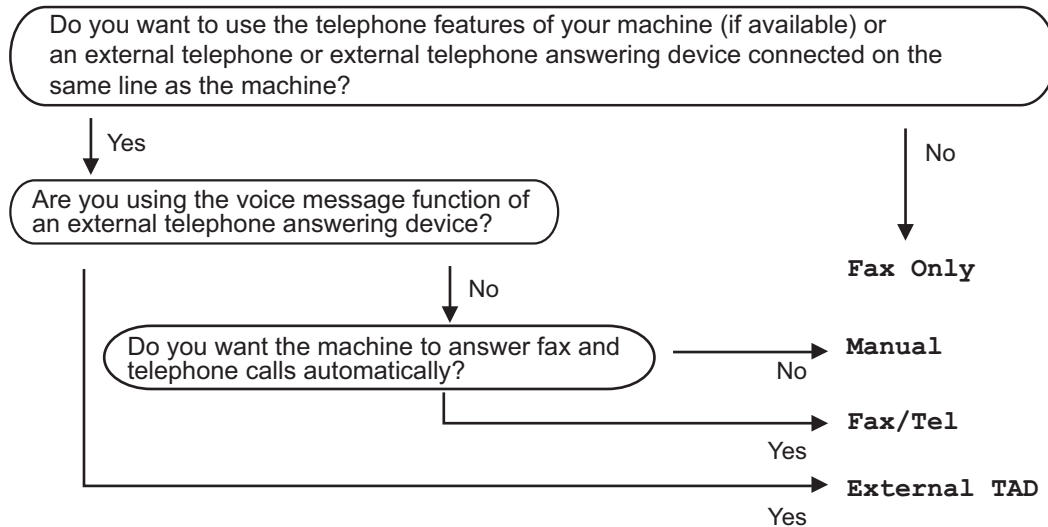 Do you want to use the telephone features of your machine (if available) or
an external telephone or external telephone answering device connected on the
same line as the machine?
Yes
No
Are you using the voice message function of
an external telephone answering device?
Fax Only
No
Do you want the machine to answer fax and
telephone calls automatically?
Manual
No
Fax/Tel
Yes
External TAD
Yes